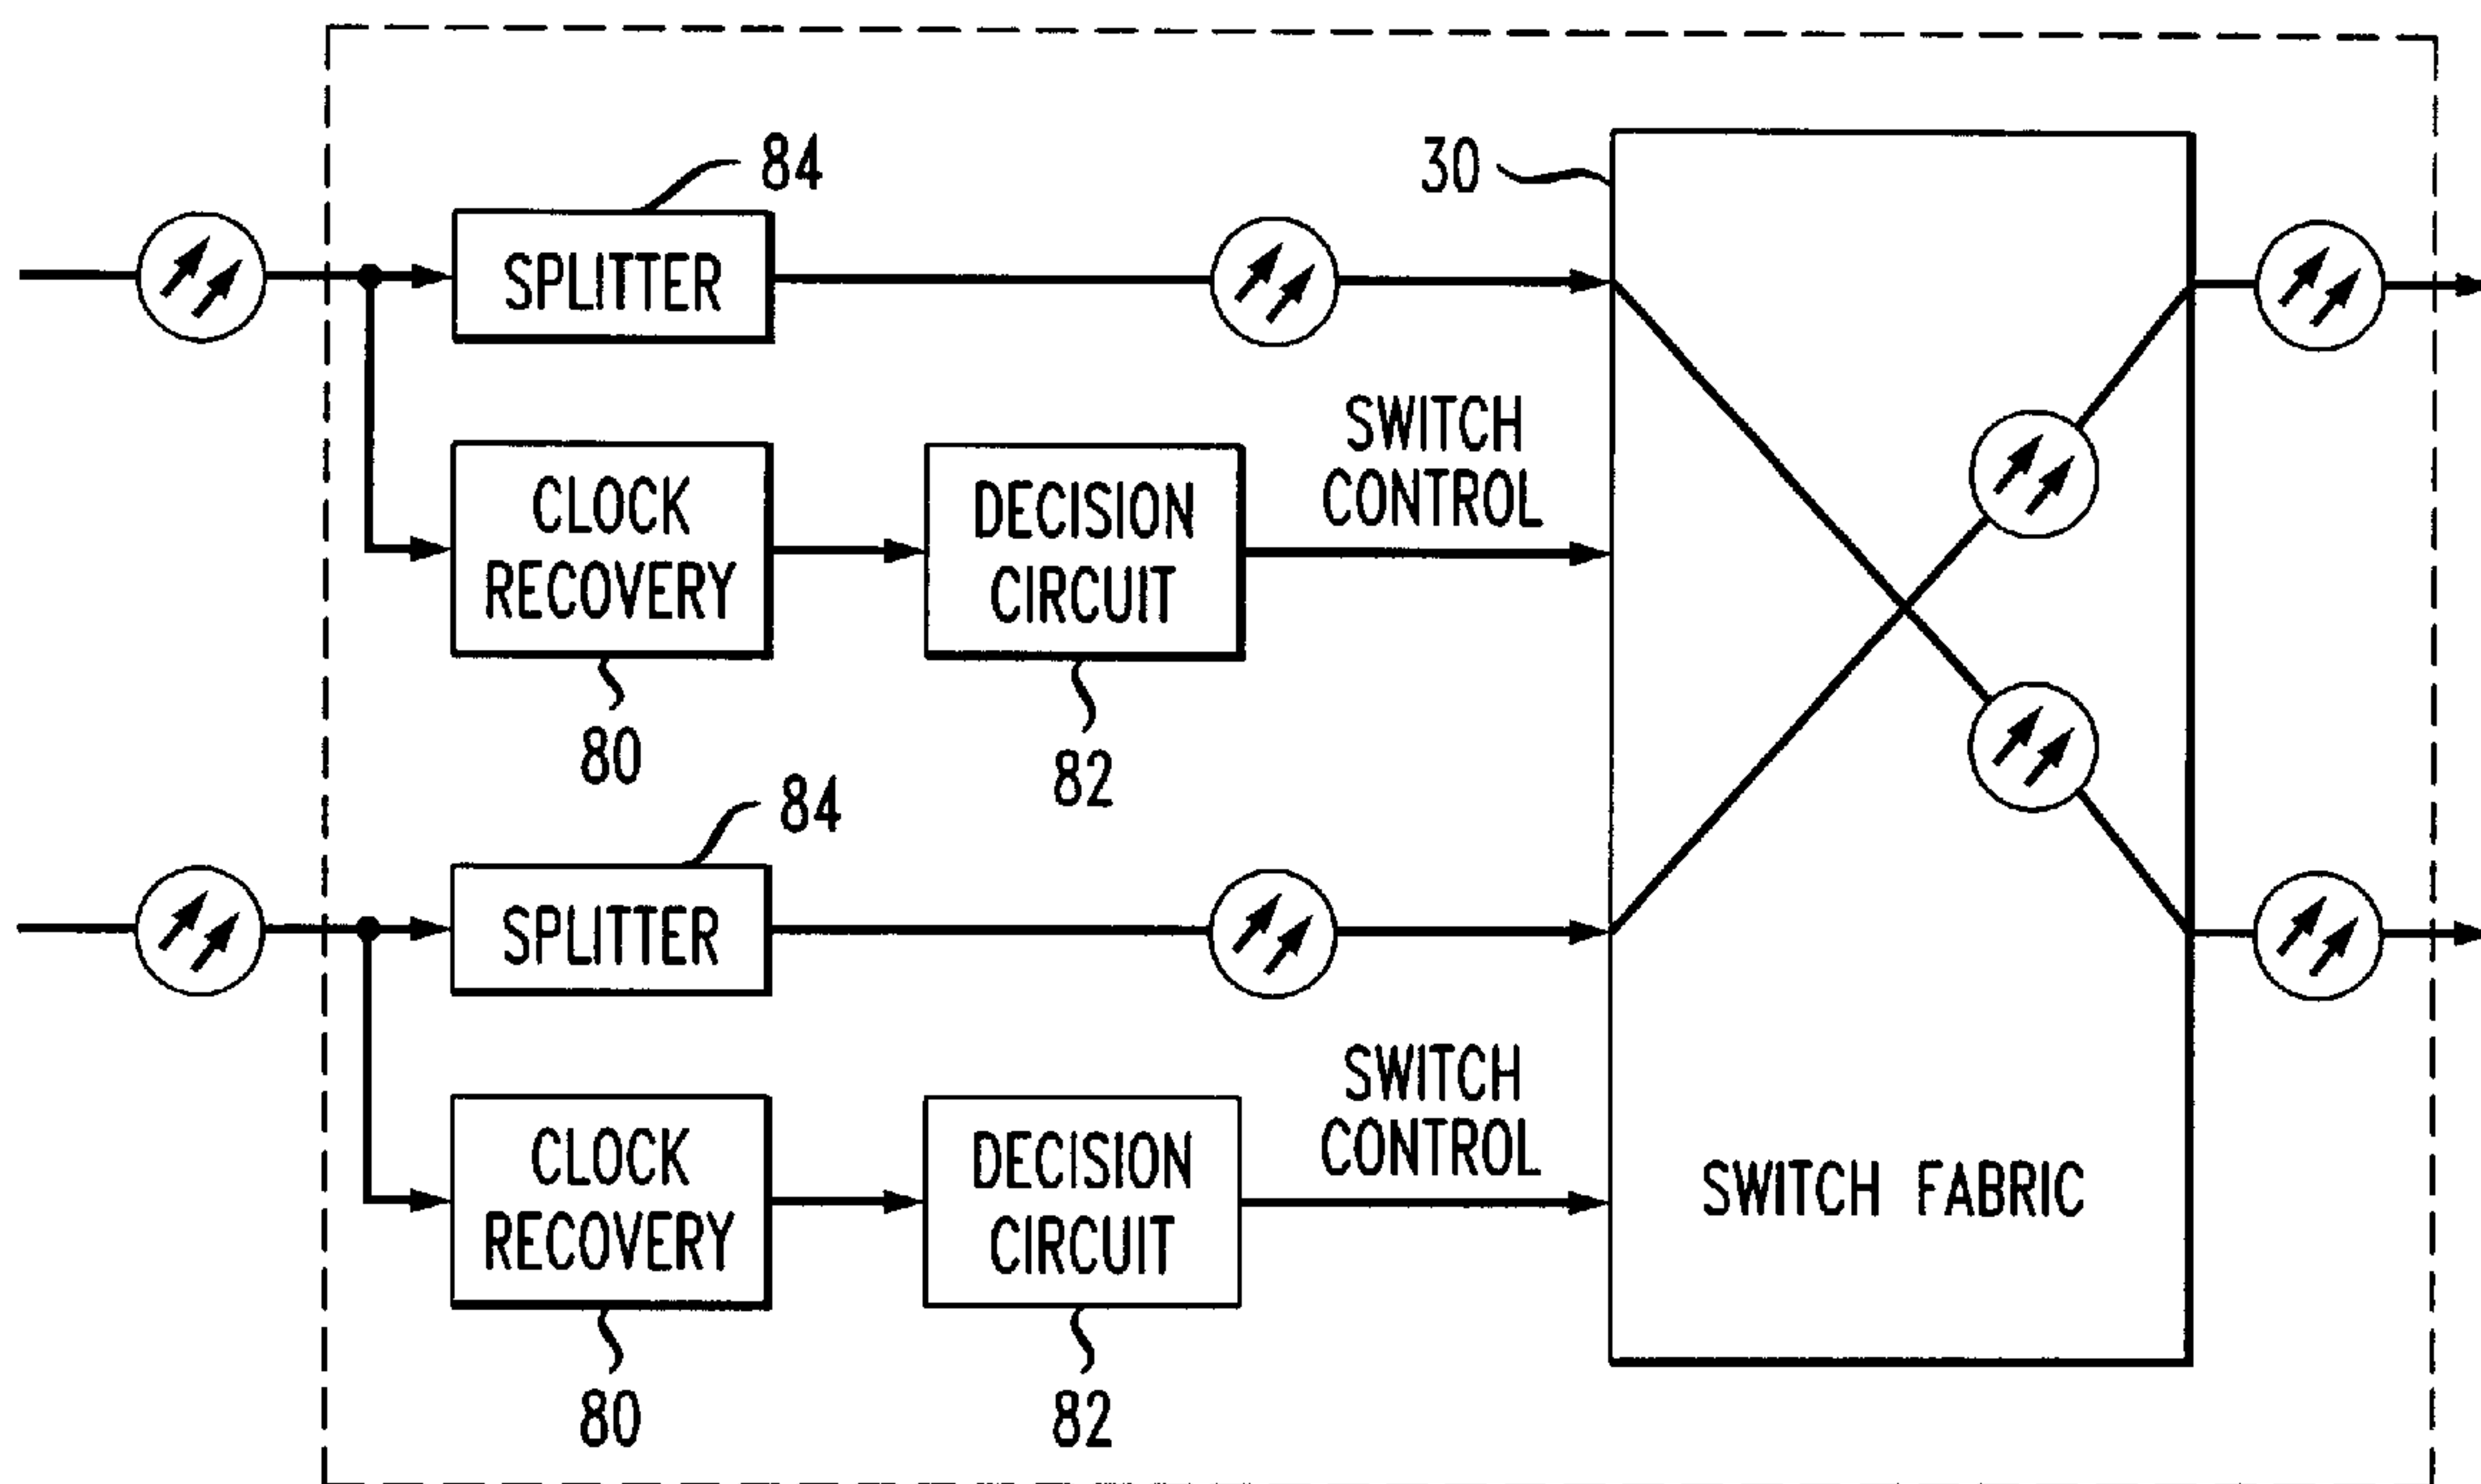 84
30
SPLITTER
SWITCH
CONTROL
CLOCK
RECOVERY
DECISION
CIRCUIT
80
82
84
SPLITTER
SWITCH
CONTROL
CLOCK
RECOVERY
DECISION
CIRCUIT
SWITCH FABRIC
80
82